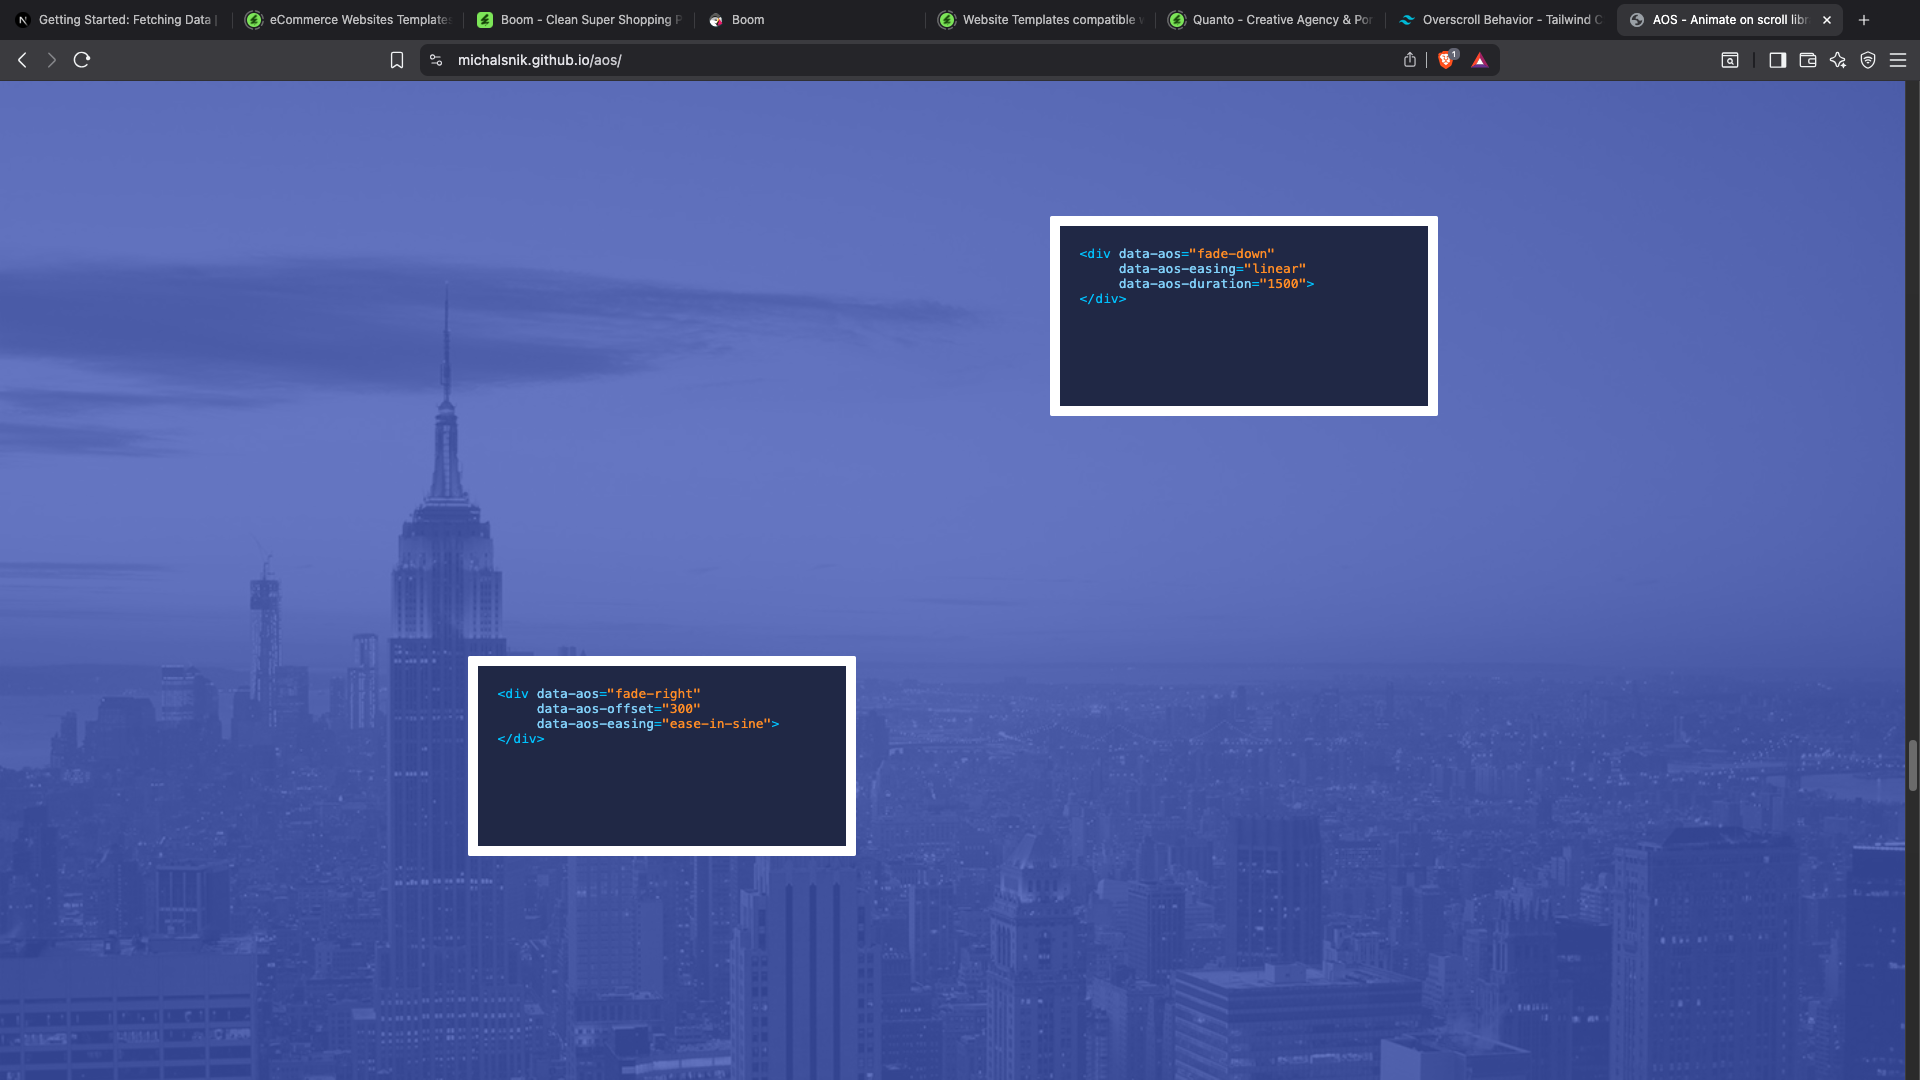 Getting Started: Fetching Data |
eCommerce Websites Templates
Boom - Clean Super Shopping P
Boom
Website Templates compatible
Quanto - Creative Agency & Por
Overscroll Behavior - Tailwind C
AOS - Animate on scroll libr
michalsnik.github.io/aos/
1
<div data-aos="fade-down"
data-aos-easing="linear"
data-aos-duration="1500">
</div>
<div data-aos="fade-right"
data-aos-offset="300"
data-aos-easing="ease-in-sine">
</div>